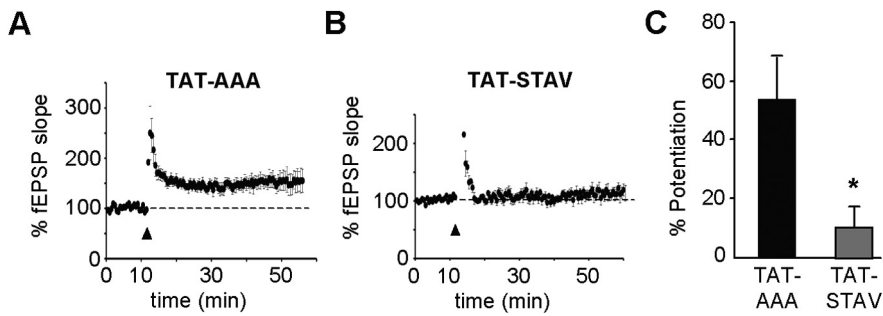 A
TAT-AAA
% fEPSP slope
300
200
100
0
10
30
50
time (min)
B
TAT-STAV
% fEPSP slope
200
100
0
0
10
30
50
time (min)
C
% Potentiation
80
60
40
20
0
*
TAT-
AAA
TAT-
STAV